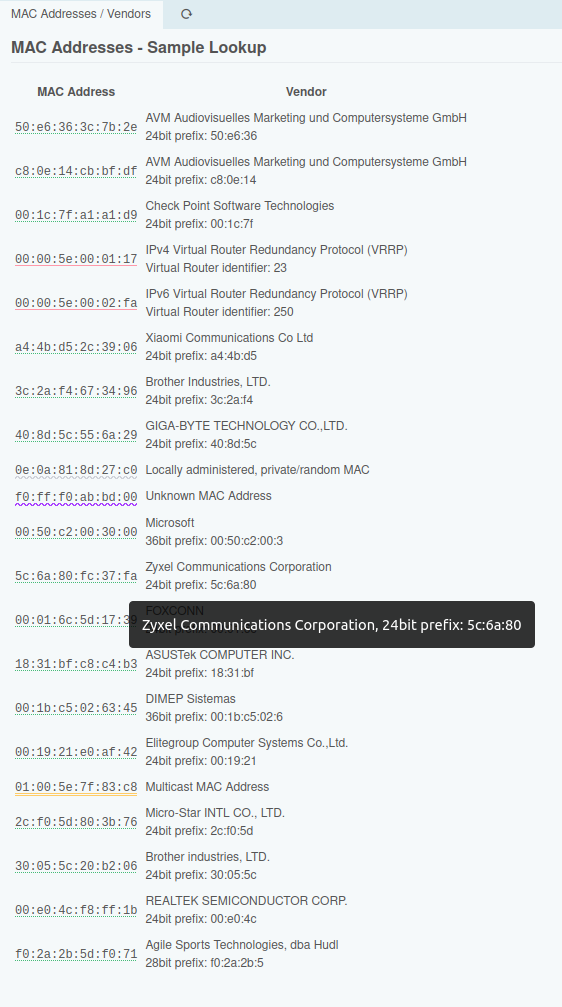 MAC Addresses / Vendors
MAC Addresses - Sample Lookup
MAC Address Vendor
50:e6:36:3c:7b:2e AVM Audiovisuelles Marketing und Computersysteme GmbH
24bit prefix: 50:e6:36
c8:0e:14:cb:bf:df AVM Audiovisuelles Marketing und Computersysteme GmbH
24bit prefix: c8:0e:14
00:1c:7f:a1:a1:d9 Check Point Software Technologies
24bit prefix: 00:1c:7f
00:00:5e:00:01:17 IPv4 Virtual Router Redundancy Protocol (VRRP)
Virtual Router identifier: 23
00:00:5e:00:02:fa IPv6 Virtual Router Redundancy Protocol (VRRP)
Virtual Router identifier: 250
a4:4b:d5:2c:39:06 Xiaomi Communications Co Ltd
24bit prefix: a4:4b:d5
3c:2a:f4:67:34:96 Brother Industries, LTD.
24bit prefix: 3c:2a:f4
40:8d:5c:55:6a:29 GIGA-BYTE TECHNOLOGY CO.,LTD.
24bit prefix: 40:8d:5c
0e:0a:81:8d:27:c0 Locally administered, private/random MAC
f0:ff:f0:ab:bd:00 Unknown MAC Address
00:50:c2:00:30:00 Microsoft
36bit prefix: 00:50:c2:00:3
5c:6a:80:fc:37:fa Zyxel Communications Corporation
24bit prefix: 5c:6a:80
00:01:6c:5d:17:39 FOXCONN
Zyxel Communications Corporation, 24bit prefix: 5c:6a:80
18:31:bf:c8:c4:b3 ASUSTek COMPUTER INC.
24bit prefix: 18:31:bf
00:1b:c5:02:63:45 DIMEP Sistemas
36bit prefix: 00:1b:c5:02:6
00:19:21:e0:af:42 Elitegroup Computer Systems Co.,Ltd.
24bit prefix: 00:19:21
01:00:5e:7f:83:c8 Multicast MAC Address
2c:f0:5d:80:3b:76 Micro-Star INTL CO., LTD.
24bit prefix: 2c:f0:5d
30:05:5c:20:b2:06 Brother industries, LTD.
24bit prefix: 30:05:5c
00:e0:4c:f8:ff:1b REALTEK SEMICONDUCTOR CORP.
24bit prefix: 00:e0:4c
f0:2a:2b:5d:f0:71 Agile Sports Technologies, dba Hudl
28bit prefix: f0:2a:2b:5